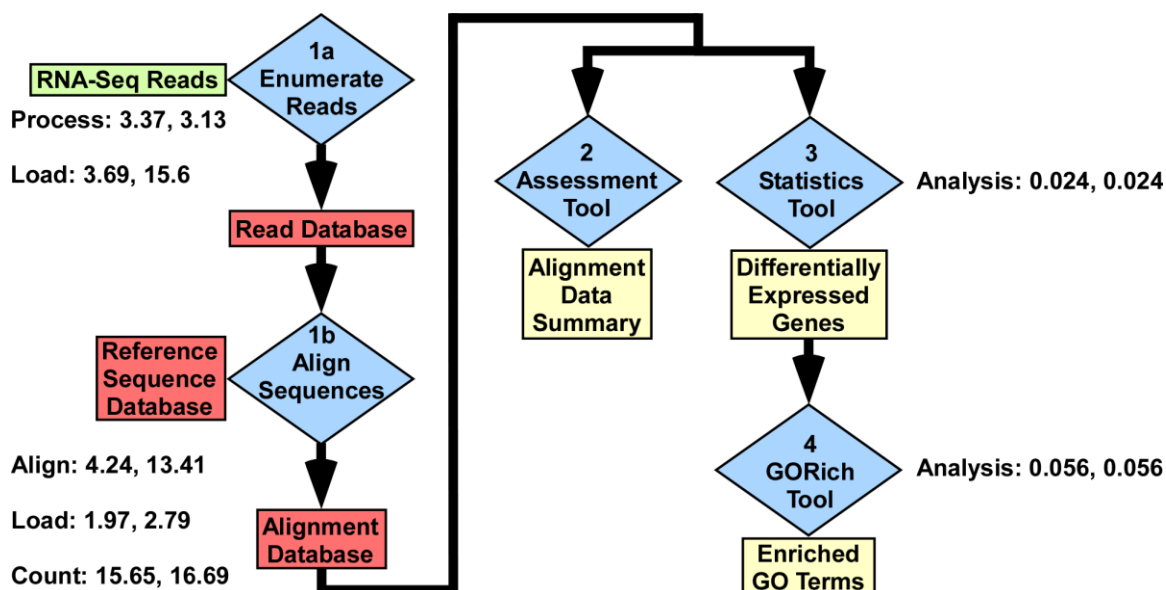 1a
Enumerate
Reads
RNA-Seq Reads
Process: 3.37, 3.13
Load: 3.69, 15.6
Read Database
1b
Align
Sequences
Reference
Sequence
Database
Align: 4.24, 13.41
Load: 1.97, 2.79
Count: 15.65, 16.69
Alignment
Database
2
Assessment
Tool
Alignment
Data
Summary
3
Statistics
Tool
Analysis: 0.024, 0.024
Differentially
Expressed
Genes
4
GORich
Tool
Analysis: 0.056, 0.056
Enriched
GO Terms